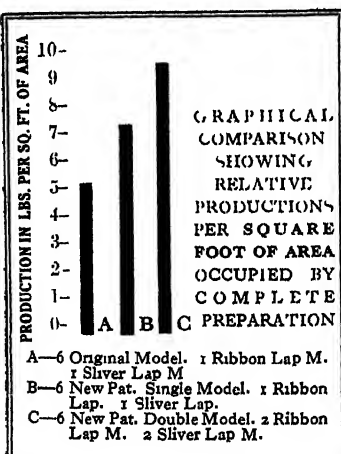 PRODUCTION IN LBS. PER SQ. FT. OF AREA
10-
9
8-
7-
6-
5-
4-
3-
2-
1-
0-
A
B
C
GRAPHICAL
COMPARISON
SHOWING
RELATIVE
PRODUCTIONS
PER SQUARE
FOOT OF AREA
OCCUPIED BY
COMPLETE
PREPARATION
A—6 Original Model. 1 Ribbon Lap M.
1 Sliver Lap M
B—6 New Pat. Single Model. 1 Ribbon
Lap. 1 Sliver Lap.
C—6 New Pat. Double Model. 2 Ribbon
Lap M. 2 Sliver Lap M.